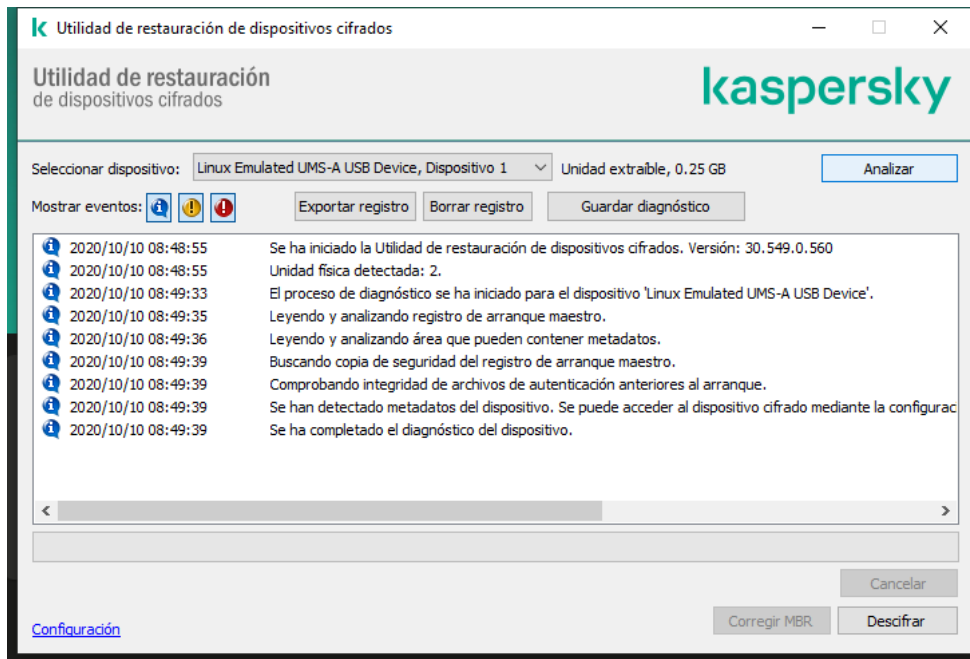 Utilidad de restauración de dispositivos cifrados
Utilidad de restauración
de dispositivos cifrados
kaspersky
Seleccionar dispositivo: Linux Emulated UMS-A USB Device, Dispositivo 1 Unidad extraíble, 0.25 GB Analizar
Mostrar eventos: Exportar registro Borrar registro Guardar diagnóstico
2020/10/10 08:48:55 Se ha iniciado la Utilidad de restauración de dispositivos cifrados. Versión: 30.549.0.560
2020/10/10 08:48:55 Unidad física detectada: 2.
2020/10/10 08:49:33 El proceso de diagnóstico se ha iniciado para el dispositivo 'Linux Emulated UMS-A USB Device'.
2020/10/10 08:49:35 Leyendo y analizando registro de arranque maestro.
2020/10/10 08:49:36 Leyendo y analizando área que pueden contener metadatos.
2020/10/10 08:49:39 Buscando copia de seguridad del registro de arranque maestro.
2020/10/10 08:49:39 Comprobando integridad de archivos de autenticación anteriores al arranque.
2020/10/10 08:49:39 Se han detectado metadatos del dispositivo. Se puede acceder al dispositivo cifrado mediante la configurac
2020/10/10 08:49:39 Se ha completado el diagnóstico del dispositivo.
Cancelar
Configuración Corregir MBR Descifrar